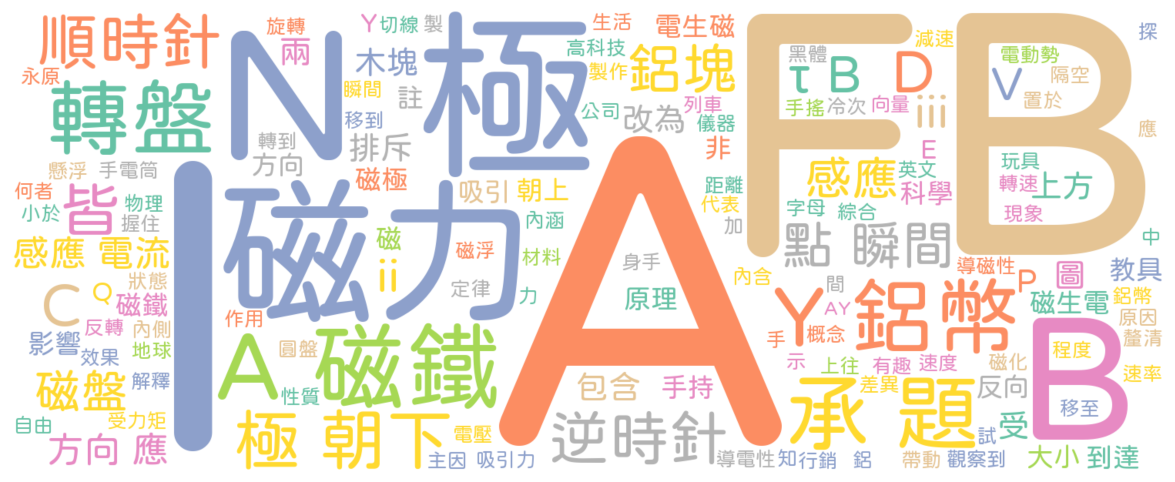 順時針
旋轉
兩
N
極
Y
切線
製
生活
電生磁
F
B
減速
探
永原
轉盤
木塊
瞬間
註
高科技
製作
鋁塊
黑體
τ
B
D
電動勢
V
隔空
置於
移到
公司
列車
儀器
改為
手搖
冷次
向量
iii
應
轉到
方向
排斥
非
E
懸浮
手電筒
磁極
吸引
朝上
距離
代表
感應
英文
科學
玩具
轉速
上方
現象
何者
小於
皆
物理
握住
I
磁力
內涵
加
字母
綜合
感應
電流
磁
ii
磁浮
材料
A
身手
點
瞬間
導磁性
中
狀態
C
Q
磁鐵
定律
力
原理
內含
間
P
圖
教具
反轉
內側
作用
Y
AY
鋁幣
磁生電
鋁幣
原因
影響
效果
地球
A
圓盤
磁鐵
手
概念
釐清
磁盤
解釋
性質
包含
手持
示
上往
有趣
速度
磁化
B
程度
速率
自由
受力矩
極
朝下
電壓
逆時針
承
題
差異
反向
受
移至
方向
應
主因
吸引力
導電性
知
行銷
鋁
帶動
觀察到
試
大小
到達